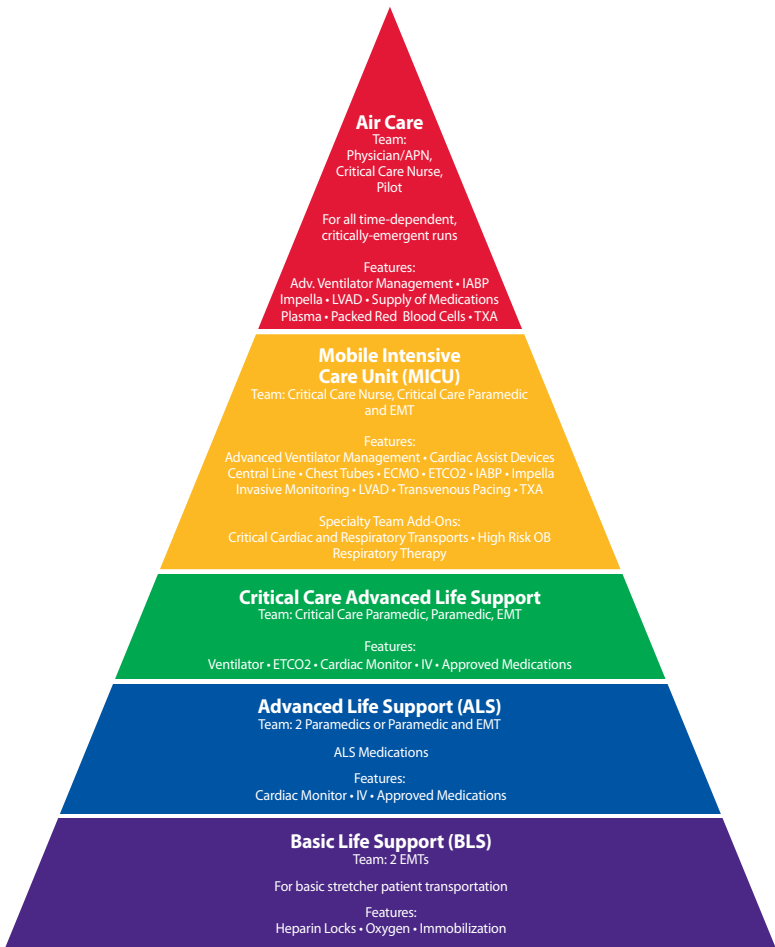 Air Care
Team:
Physician/APN,
Critical Care Nurse,
Pilot
For all time-dependent,
critically-emergent runs
Features:
Adv. Ventilator Management • IABP
Impella • LVAD • Supply of Medications
Plasma • Packed Red Blood Cells • TXA
Mobile Intensive
Care Unit (MICU)
Team: Critical Care Nurse, Critical Care Paramedic
and EMT
Features:
Advanced Ventilator Management • Cardiac Assist Devices
Central Line • Chest Tubes • ECMO • ETCO2 • IABP • Impella
Invasive Monitoring • LVAD • Transvenous Pacing • TXA
Specialty Team Add-Ons:
Critical Cardiac and Respiratory Transports • High Risk OB
Respiratory Therapy
Critical Care Advanced Life Support
Team: Critical Care Paramedic, Paramedic, EMT
Features:
Ventilator • ETCO2 • Cardiac Monitor • IV • Approved Medications
Advanced Life Support (ALS)
Team: 2 Paramedics or Paramedic and EMT
ALS Medications
Features:
Cardiac Monitor • IV • Approved Medications
Basic Life Support (BLS)
Team: 2 EMTs
For basic stretcher patient transportation
Features:
Heparin Locks • Oxygen • Immobilization